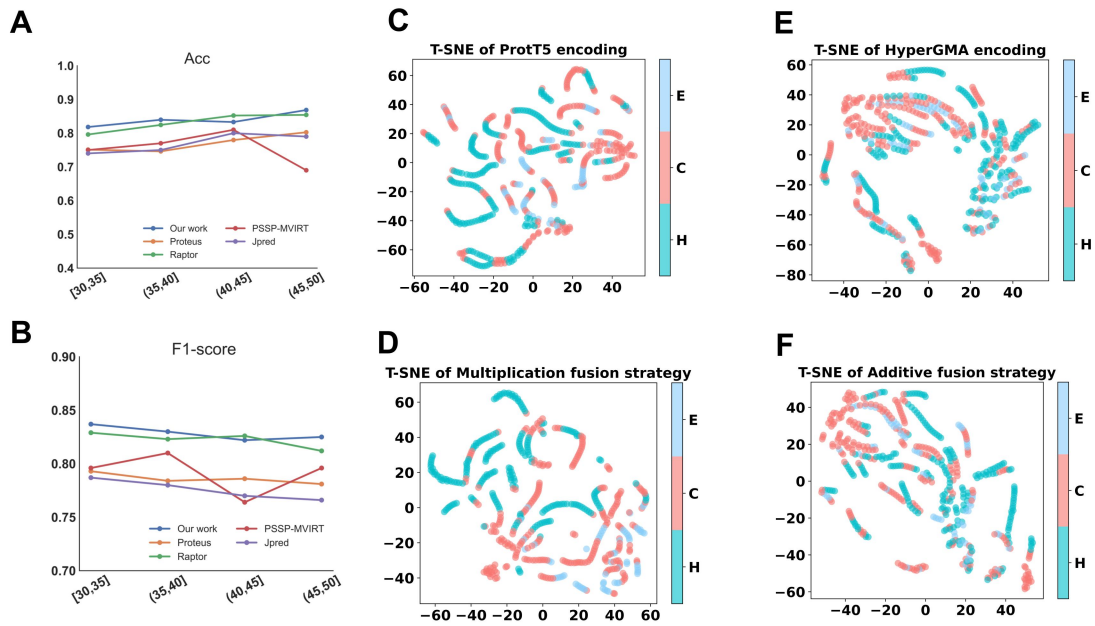 A
Acc
1.0
0.9
0.8
0.7
0.6
0.5
0.4
Our work
Proteus
Raptor
PSSP-MVIRT
Jpred
[30,35]
(35,40]
(40,45]
(45,50]
B
F1-score
0.90
0.85
0.80
0.75
0.70
Our work
Proteus
Raptor
PSSP-MVIRT
Jpred
[30,35]
(35,40]
(40,45]
(45,50]
C
T-SNE of ProtT5 encoding
60
40
20
0
−20
−40
−60
−60 −40 −20 0 20 40
E
C
H
D
T-SNE of Multiplication fusion strategy
60
40
20
0
−20
−40
−60 −40 −20 0 20 40 60
E
C
H
E
T-SNE of HyperGMA encoding
60
40
20
0
−20
−40
−60
−80
−40 −20 0 20 40
E
C
H
F
T-SNE of Additive fusion strategy
40
20
0
−20
−40
−60
−40 −20 0 20 40
E
C
H